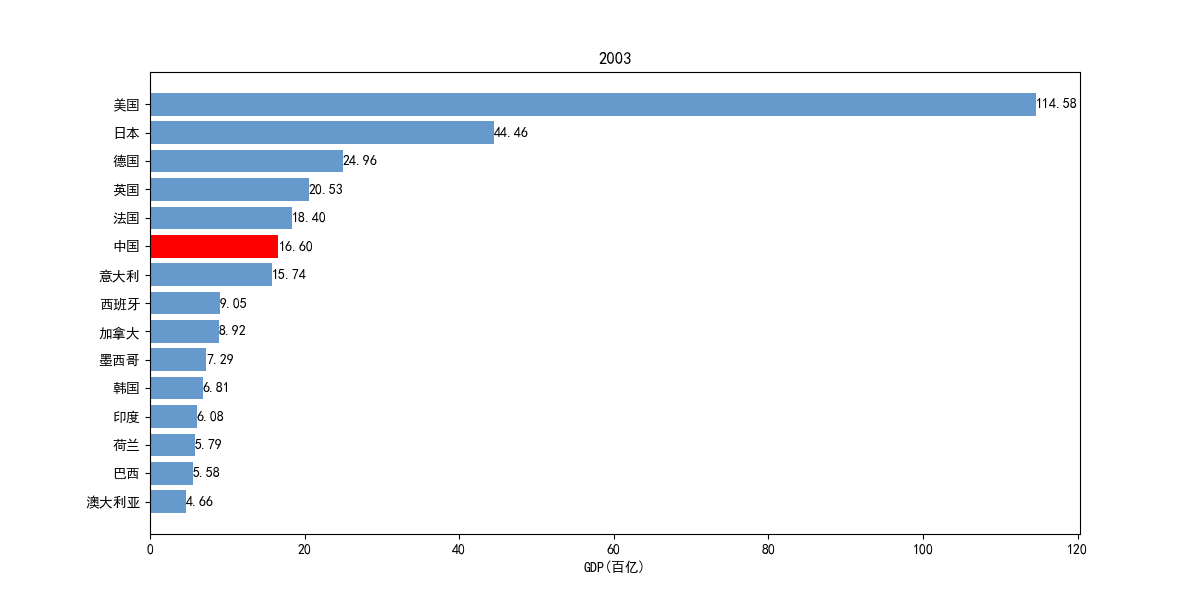 2003
美国 114.58
日本 44.46
德国 24.96
英国 20.53
法国 18.40
中国 16.60
意大利 15.74
西班牙 9.05
加拿大 8.92
墨西哥 7.29
韩国 6.81
印度 6.08
荷兰 5.79
巴西 5.58
澳大利亚 4.66
0 20 40 60 80 100 120
GDP(百亿)